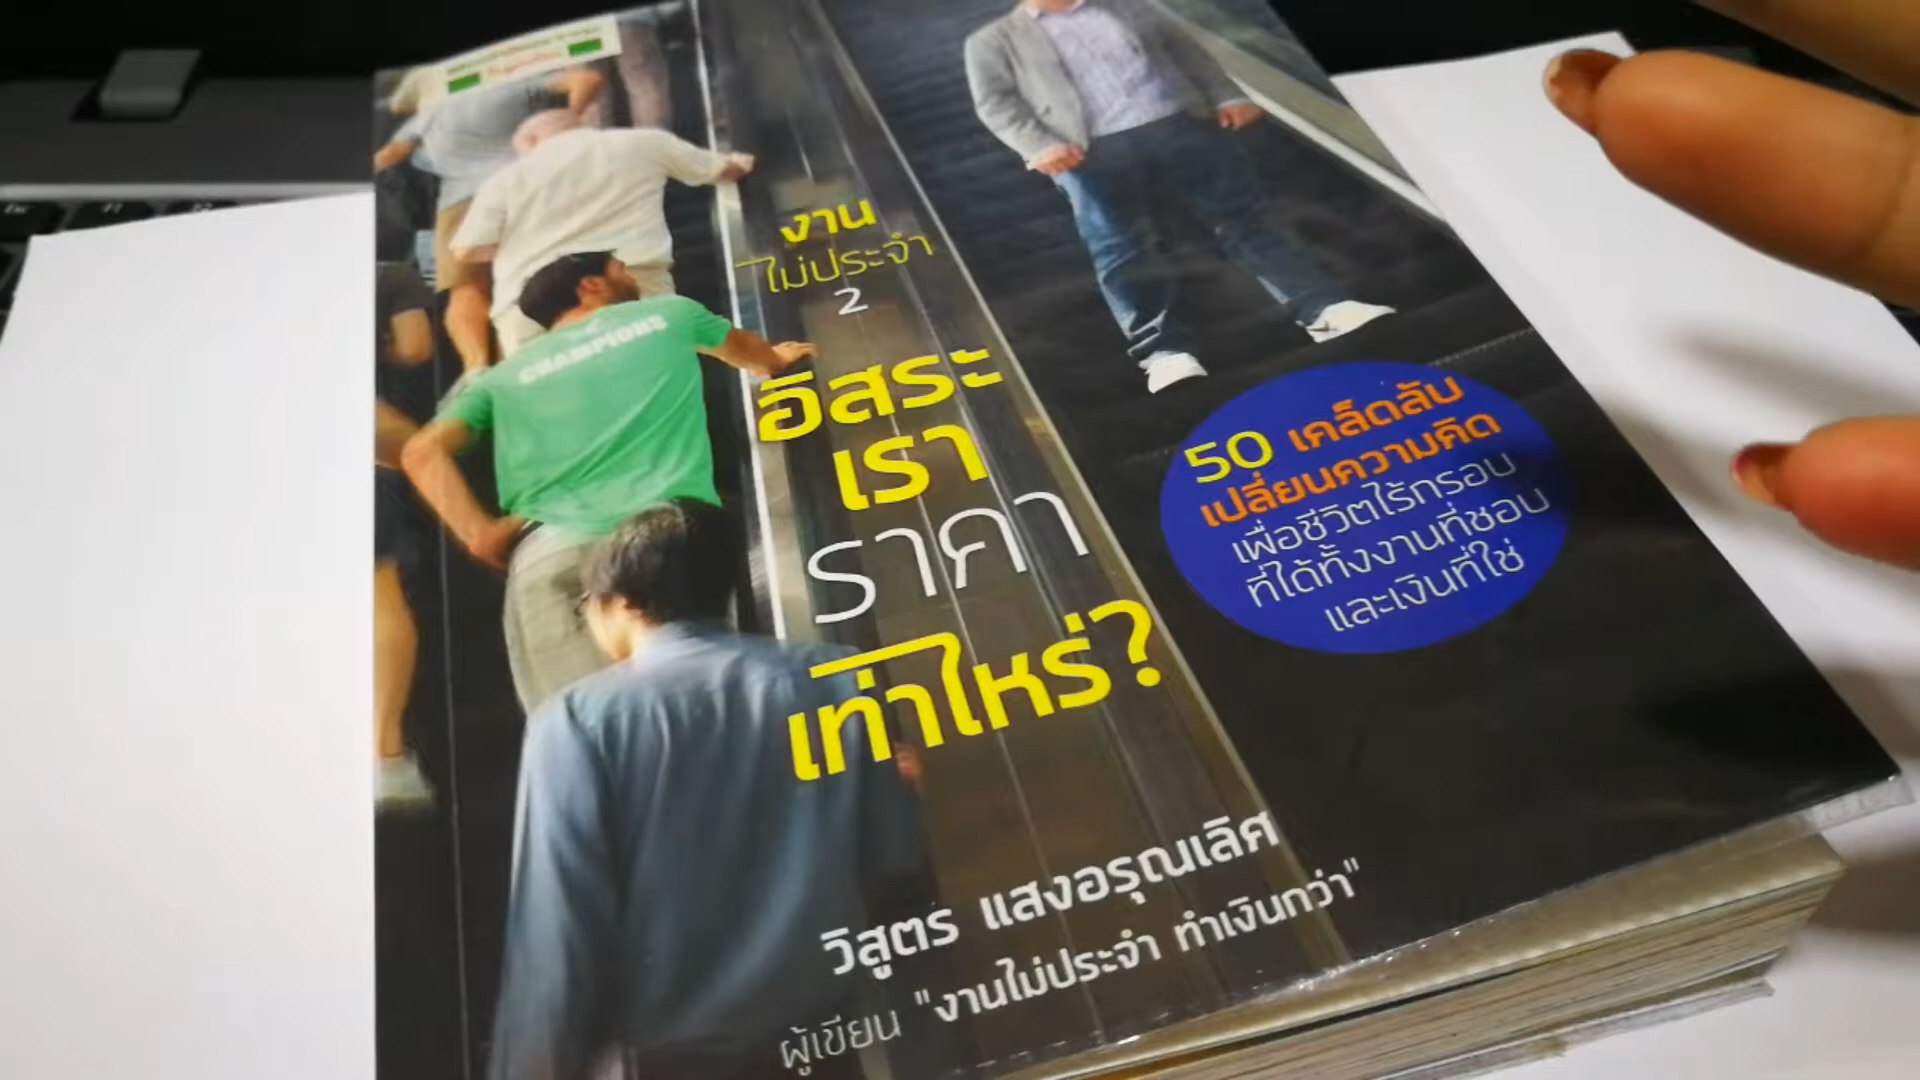 งาน
ไม่ประจำ
2
อิสระ
เรา
ราคา
เท่าไหร่?
50 เคล็ดลับ
เปลี่ยนความคิด
เพื่อชีวิตไร้กรอบ
ที่ได้ทั้งงานที่ชอบ
และเงินที่ใช่
วิสูตร แสงอรุณเลิศ
ผู้เขียน "งานไม่ประจำ ทำเงินกว่า"
CHAMPIONS